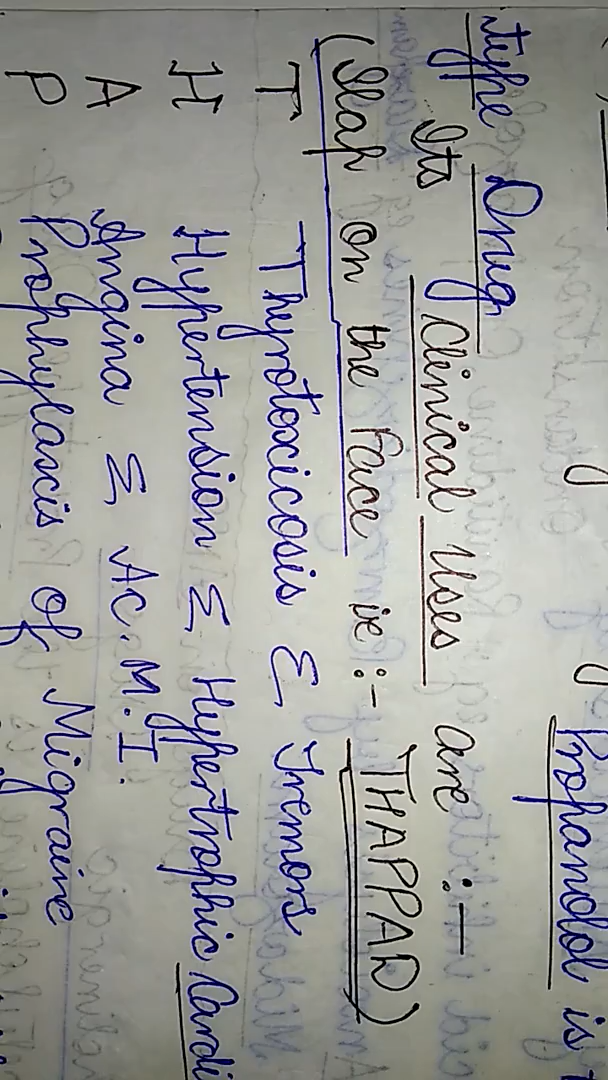 Propanolol is
type Drug
Its Clinical Uses are :-
(Slap on the Face ie:- THAPPAD)
T Thyrotoxicosis & Tremors
H Hypertension & Hypertrophic Cardi
A Angina & Ac. M.I.
P Prophylaxis of Migraine